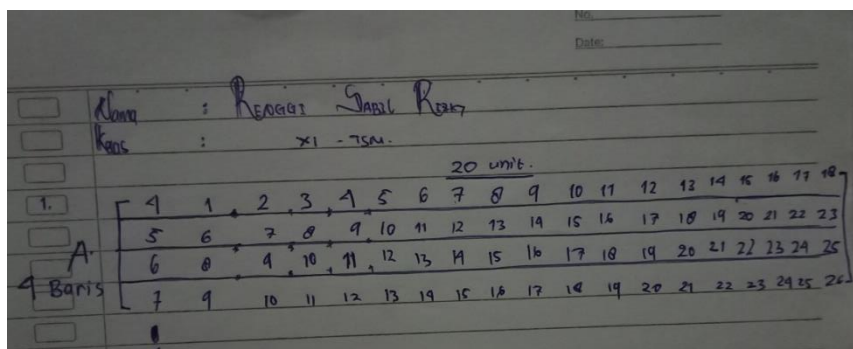 No.
Date:
Nama : REAGGI SABIL RIZKY
Kelas : XI - TSM.
20 unit.
1. 4 1 2 3 4 5 6 7 8 9 10 11 12 13 14 15 16 17 18
A. 5 6 7 8 9 10 11 12 13 14 15 16 17 18 19 20 21 22 23
6 8 9 10 11 12 13 14 15 16 17 18 19 20 21 22 23 24 25
4 Baris 7 9 10 11 12 13 14 15 16 17 18 19 20 21 22 23 24 25 26